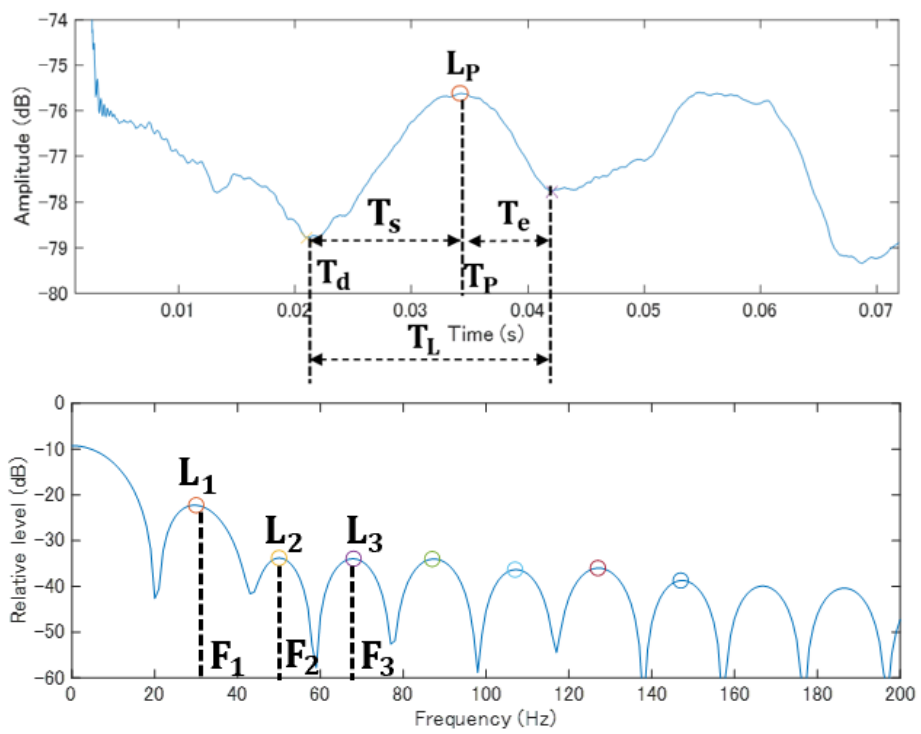 -74
-75
-76
-77
-78
-79
-80
Amplitude (dB)
L_P
T_s
T_e
T_d
T_P
0.01
0.02
0.03
0.04
0.05
0.06
0.07
T_L
Time (s)
0
-10
-20
-30
-40
-50
-60
Relative level (dB)
L_1
L_2
L_3
F_1
F_2
F_3
0
20
40
60
80
100
120
140
160
180
200
Frequency (Hz)